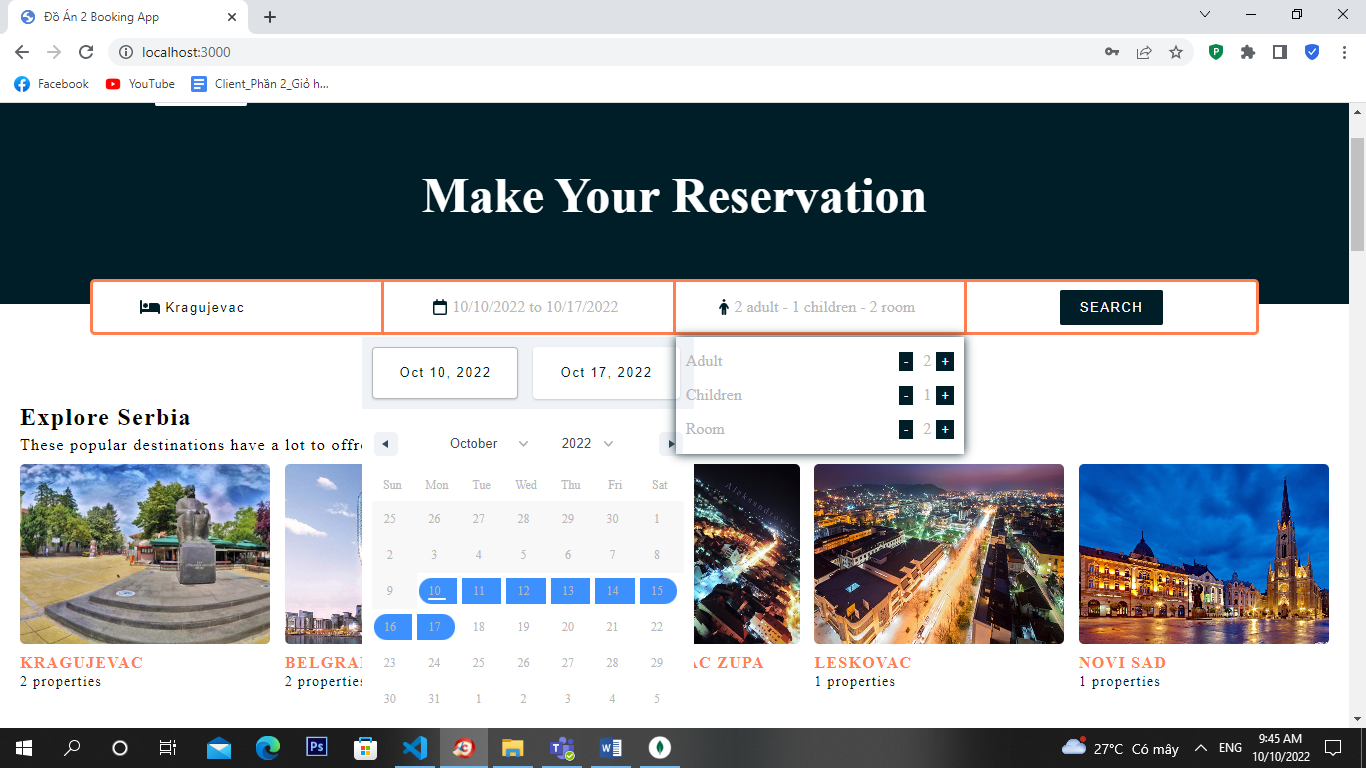 Đồ Án 2 Booking App
localhost:3000
Facebook
YouTube
Client_Phần 2_Giỏ h...
Make Your Reservation
Kragujevac
10/10/2022 to 10/17/2022
2 adult - 1 children - 2 room
SEARCH
Oct 10, 2022
Oct 17, 2022
Adult - 2 +
Children - 1 +
Room - 2 +
Explore Serbia
These popular destinations have a lot to offre
October 2022
Sun Mon Tue Wed Thu Fri Sat
25 26 27 28 29 30 1
2 3 4 5 6 7 8
9 10 11 12 13 14 15
16 17 18 19 20 21 22
23 24 25 26 27 28 29
30 31 1 2 3 4 5
KRAGUJEVAC
2 properties
BELGRA
2 properties
AC ZUPA
LESKOVAC
1 properties
NOVI SAD
1 properties
Ps
27°C Có mây
ENG
9:45 AM
10/10/2022